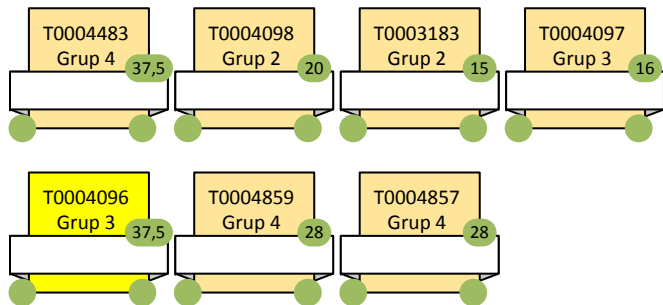 T0004483
Grup 4
37,5
T0004098
Grup 2
20
T0003183
Grup 2
15
T0004097
Grup 3
16
T0004096
Grup 3
37,5
T0004859
Grup 4
28
T0004857
Grup 4
28